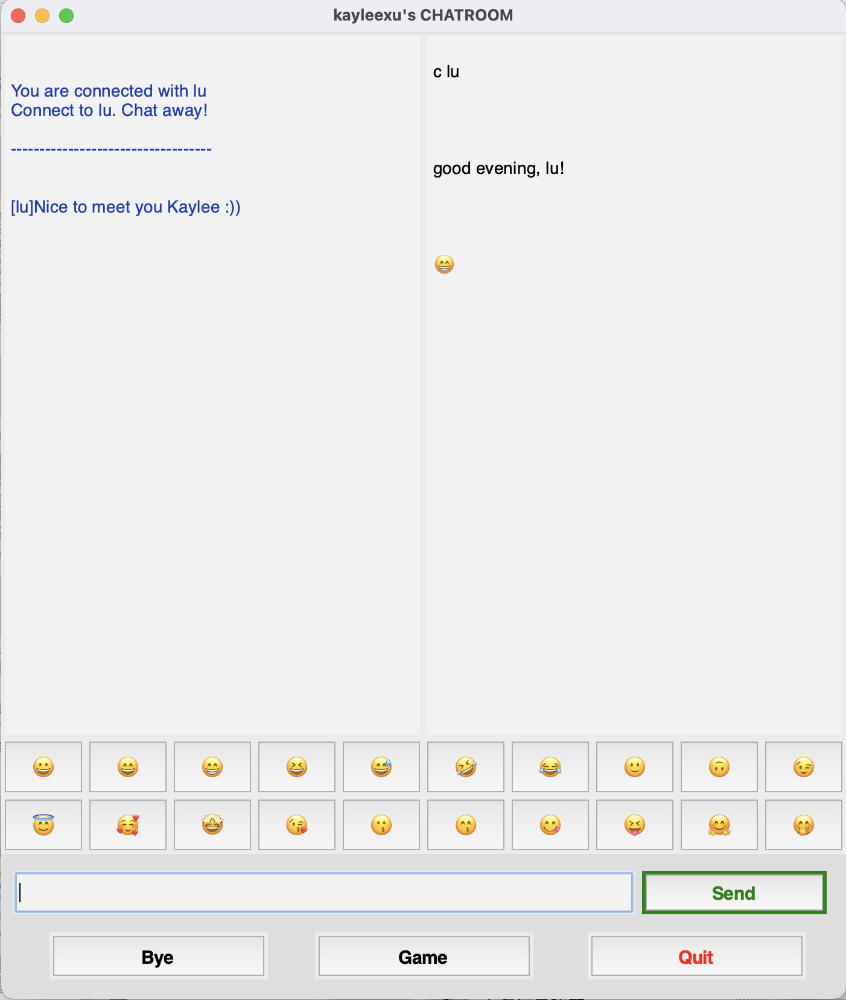 kayleexu's CHATROOM
You are connected with lu
Connect to lu. Chat away!
-----------------------------------
[lu]Nice to meet you Kaylee :))
c lu
good evening, lu!
😁
😀 😄 😁 😆 😅 🤣 😂 🙂 🙃 😉
😇 🥰 🤩 😘 😗 😙 😋 😝 🤗 🤭
Send
Bye
Game
Quit